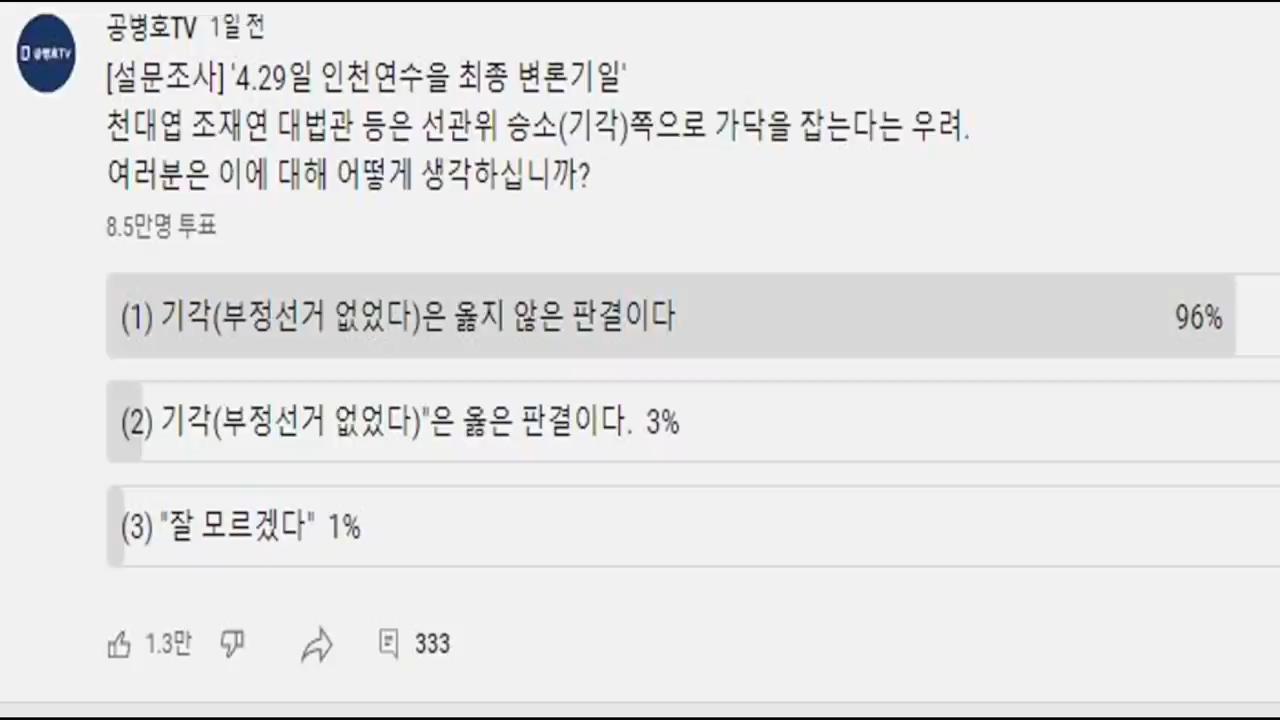 공병호TV 1일 전
공병호TV
[설문조사] '4.29일 인천연수을 최종 변론기일'
천대엽 조재연 대법관 등은 선관위 승소(기각)쪽으로 가닥을 잡는다는 우려.
여러분은 이에 대해 어떻게 생각하십니까?
8.5만명 투표
(1) 기각(부정선거 없었다)은 옳지 않은 판결이다 96%
(2) 기각(부정선거 없었다)"은 옳은 판결이다. 3%
(3) "잘 모르겠다" 1%
1.3만 333